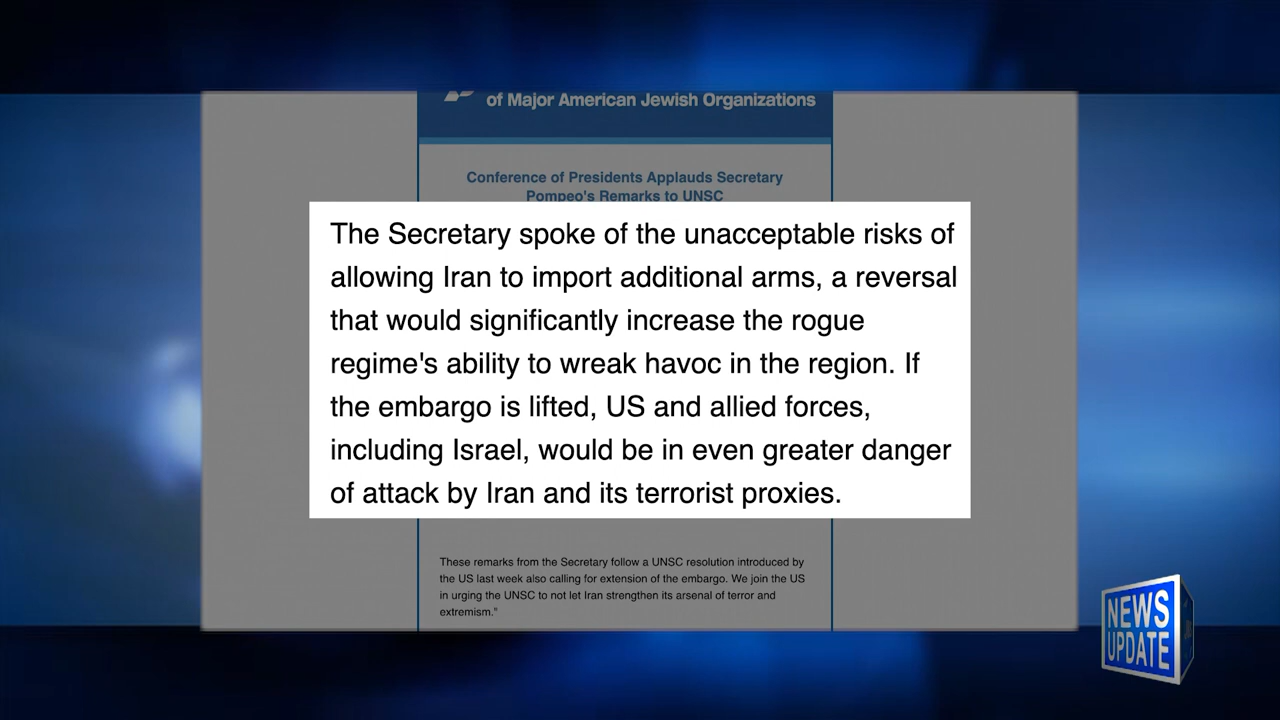 of Major American Jewish Organizations
Conference of Presidents Applauds Secretary
Pompeo's Remarks to UNSC
The Secretary spoke of the unacceptable risks of
allowing Iran to import additional arms, a reversal
that would significantly increase the rogue
regime's ability to wreak havoc in the region. If
the embargo is lifted, US and allied forces,
including Israel, would be in even greater danger
of attack by Iran and its terrorist proxies.
These remarks from the Secretary follow a UNSC resolution introduced by
the US last week also calling for extension of the embargo. We join the US
in urging the UNSC to not let Iran strengthen its arsenal of terror and
extremism."
NEWS
UPDATE